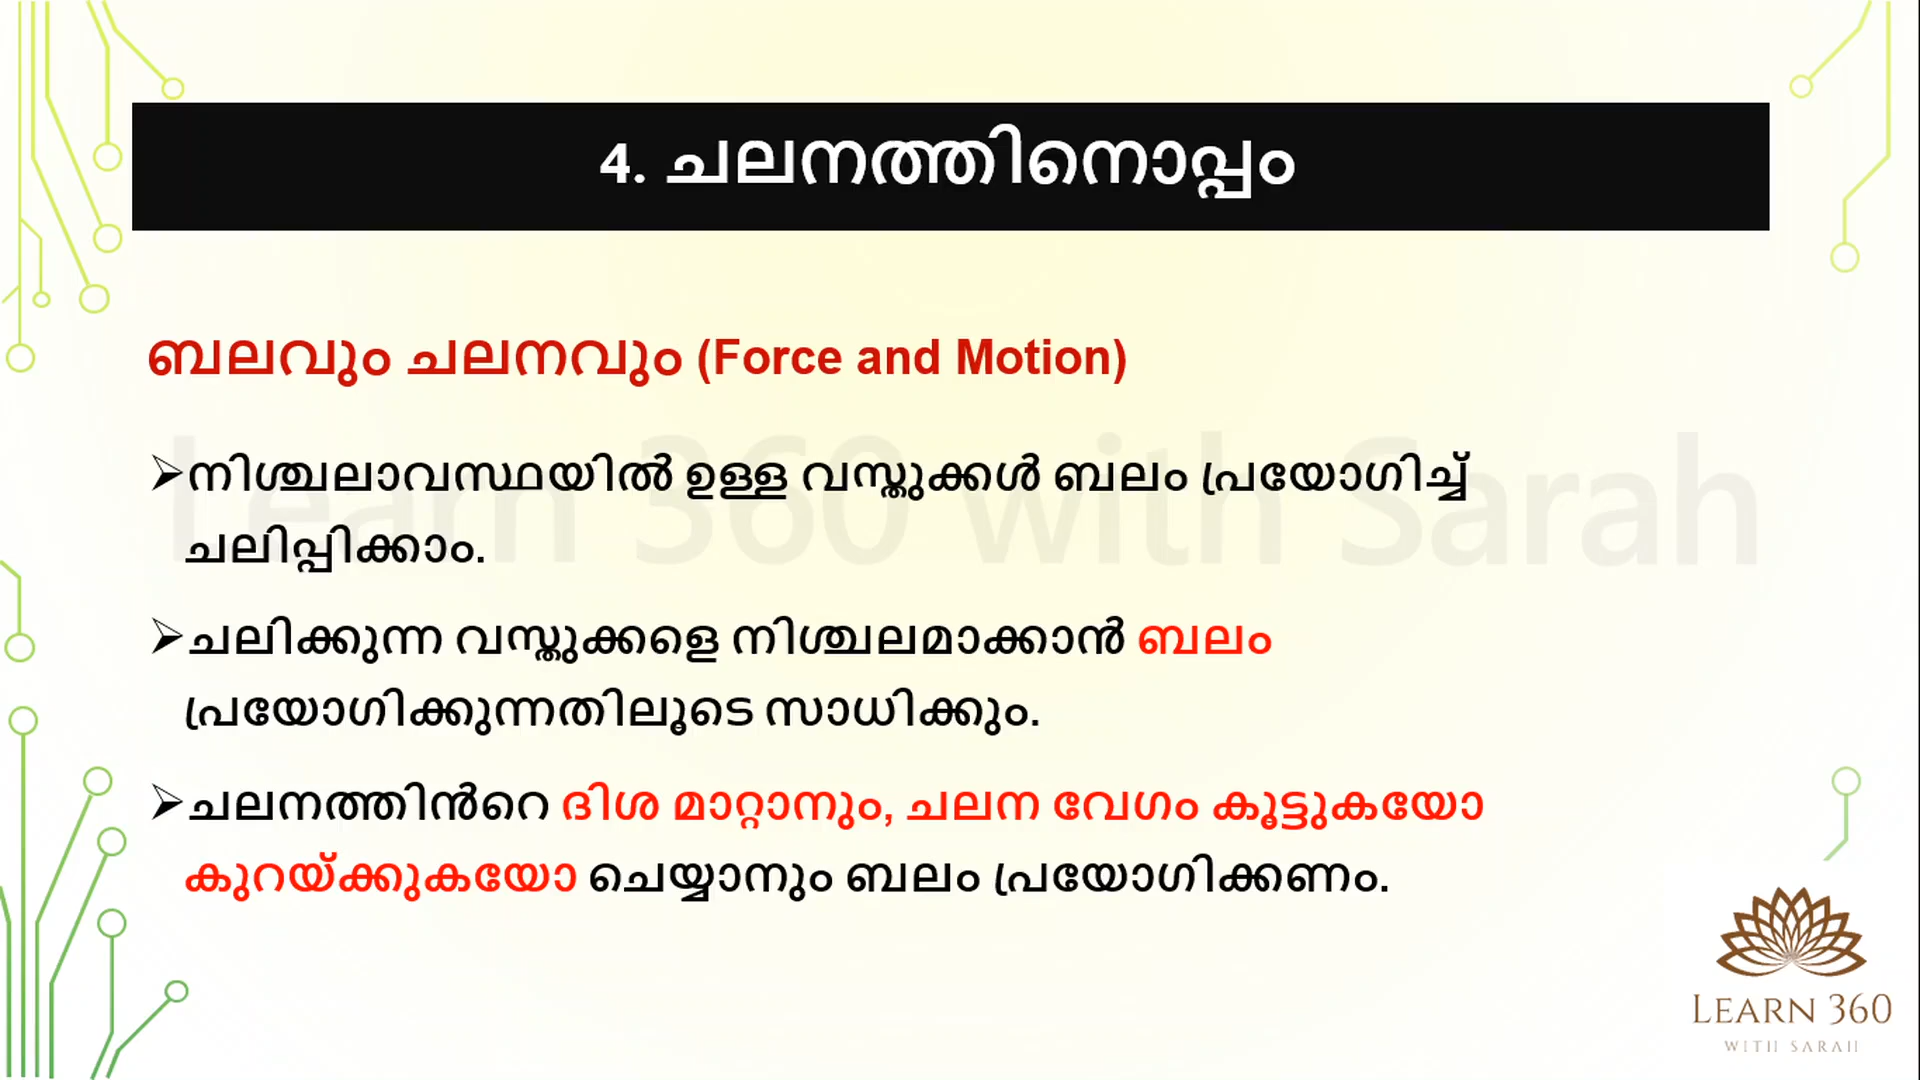 4. ചലനത്തിനൊപ്പം
ബലവും ചലനവും (Force and Motion)
➢നിശ്ചലാവസ്ഥയിൽ ഉള്ള വസ്തുക്കൾ ബലം പ്രയോഗിച്ച്
ചലിപ്പിക്കാം.
➢ചലിക്കുന്ന വസ്തുക്കളെ നിശ്ചലമാക്കാൻ ബലം
പ്രയോഗിക്കുന്നതിലൂടെ സാധിക്കും.
➢ചലനത്തിൻറെ ദിശ മാറ്റാനും, ചലന വേഗം കൂട്ടുകയോ
കുറയ്ക്കുകയോ ചെയ്യാനും ബലം പ്രയോഗിക്കണം.
Learn 360 with Sarah
LEARN 360
WITH SARAH